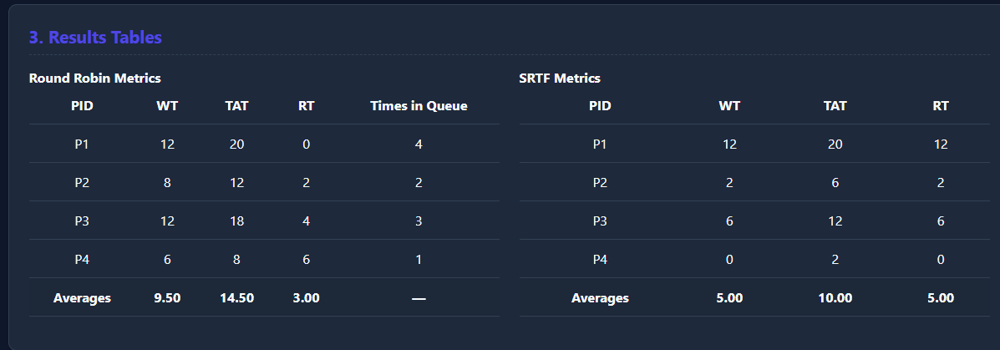 3. Results Tables
Round Robin Metrics
PID WT TAT RT Times in Queue
P1 12 20 0 4
P2 8 12 2 2
P3 12 18 4 3
P4 6 8 6 1
Averages 9.50 14.50 3.00 —
SRTF Metrics
PID WT TAT RT
P1 12 20 12
P2 2 6 2
P3 6 12 6
P4 0 2 0
Averages 5.00 10.00 5.00